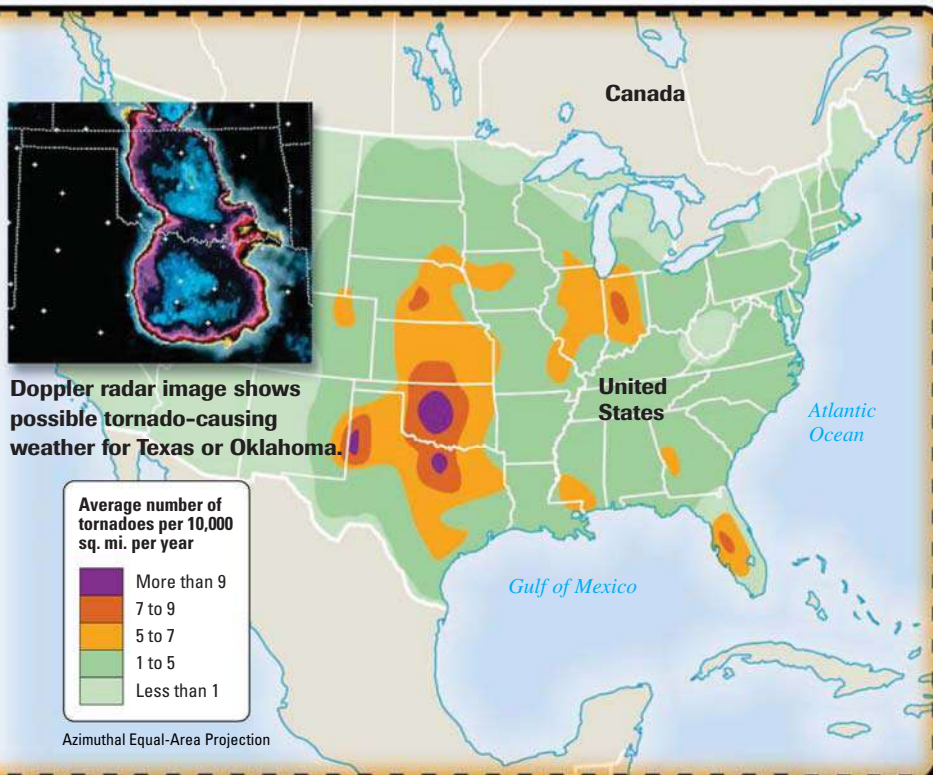 Canada
Doppler radar image shows
possible tornado-causing
weather for Texas or Oklahoma.
United
States
Atlantic
Ocean
Gulf of Mexico
Average number of
tornadoes per 10,000
sq. mi. per year
More than 9
7 to 9
5 to 7
1 to 5
Less than 1
Azimuthal Equal-Area Projection